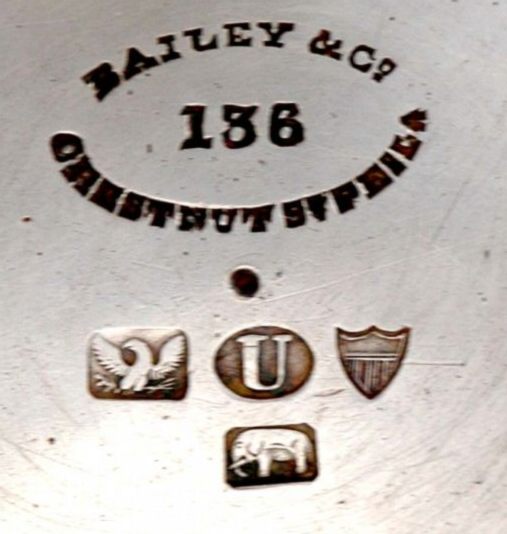 BAILEY & Co
136
CHESTNUT St PHILA
U